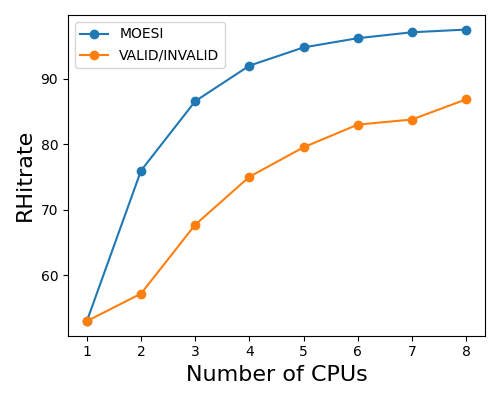 MOESI
VALID/INVALID
RHitrate
90
80
70
60
1 2 3 4 5 6 7 8
Number of CPUs